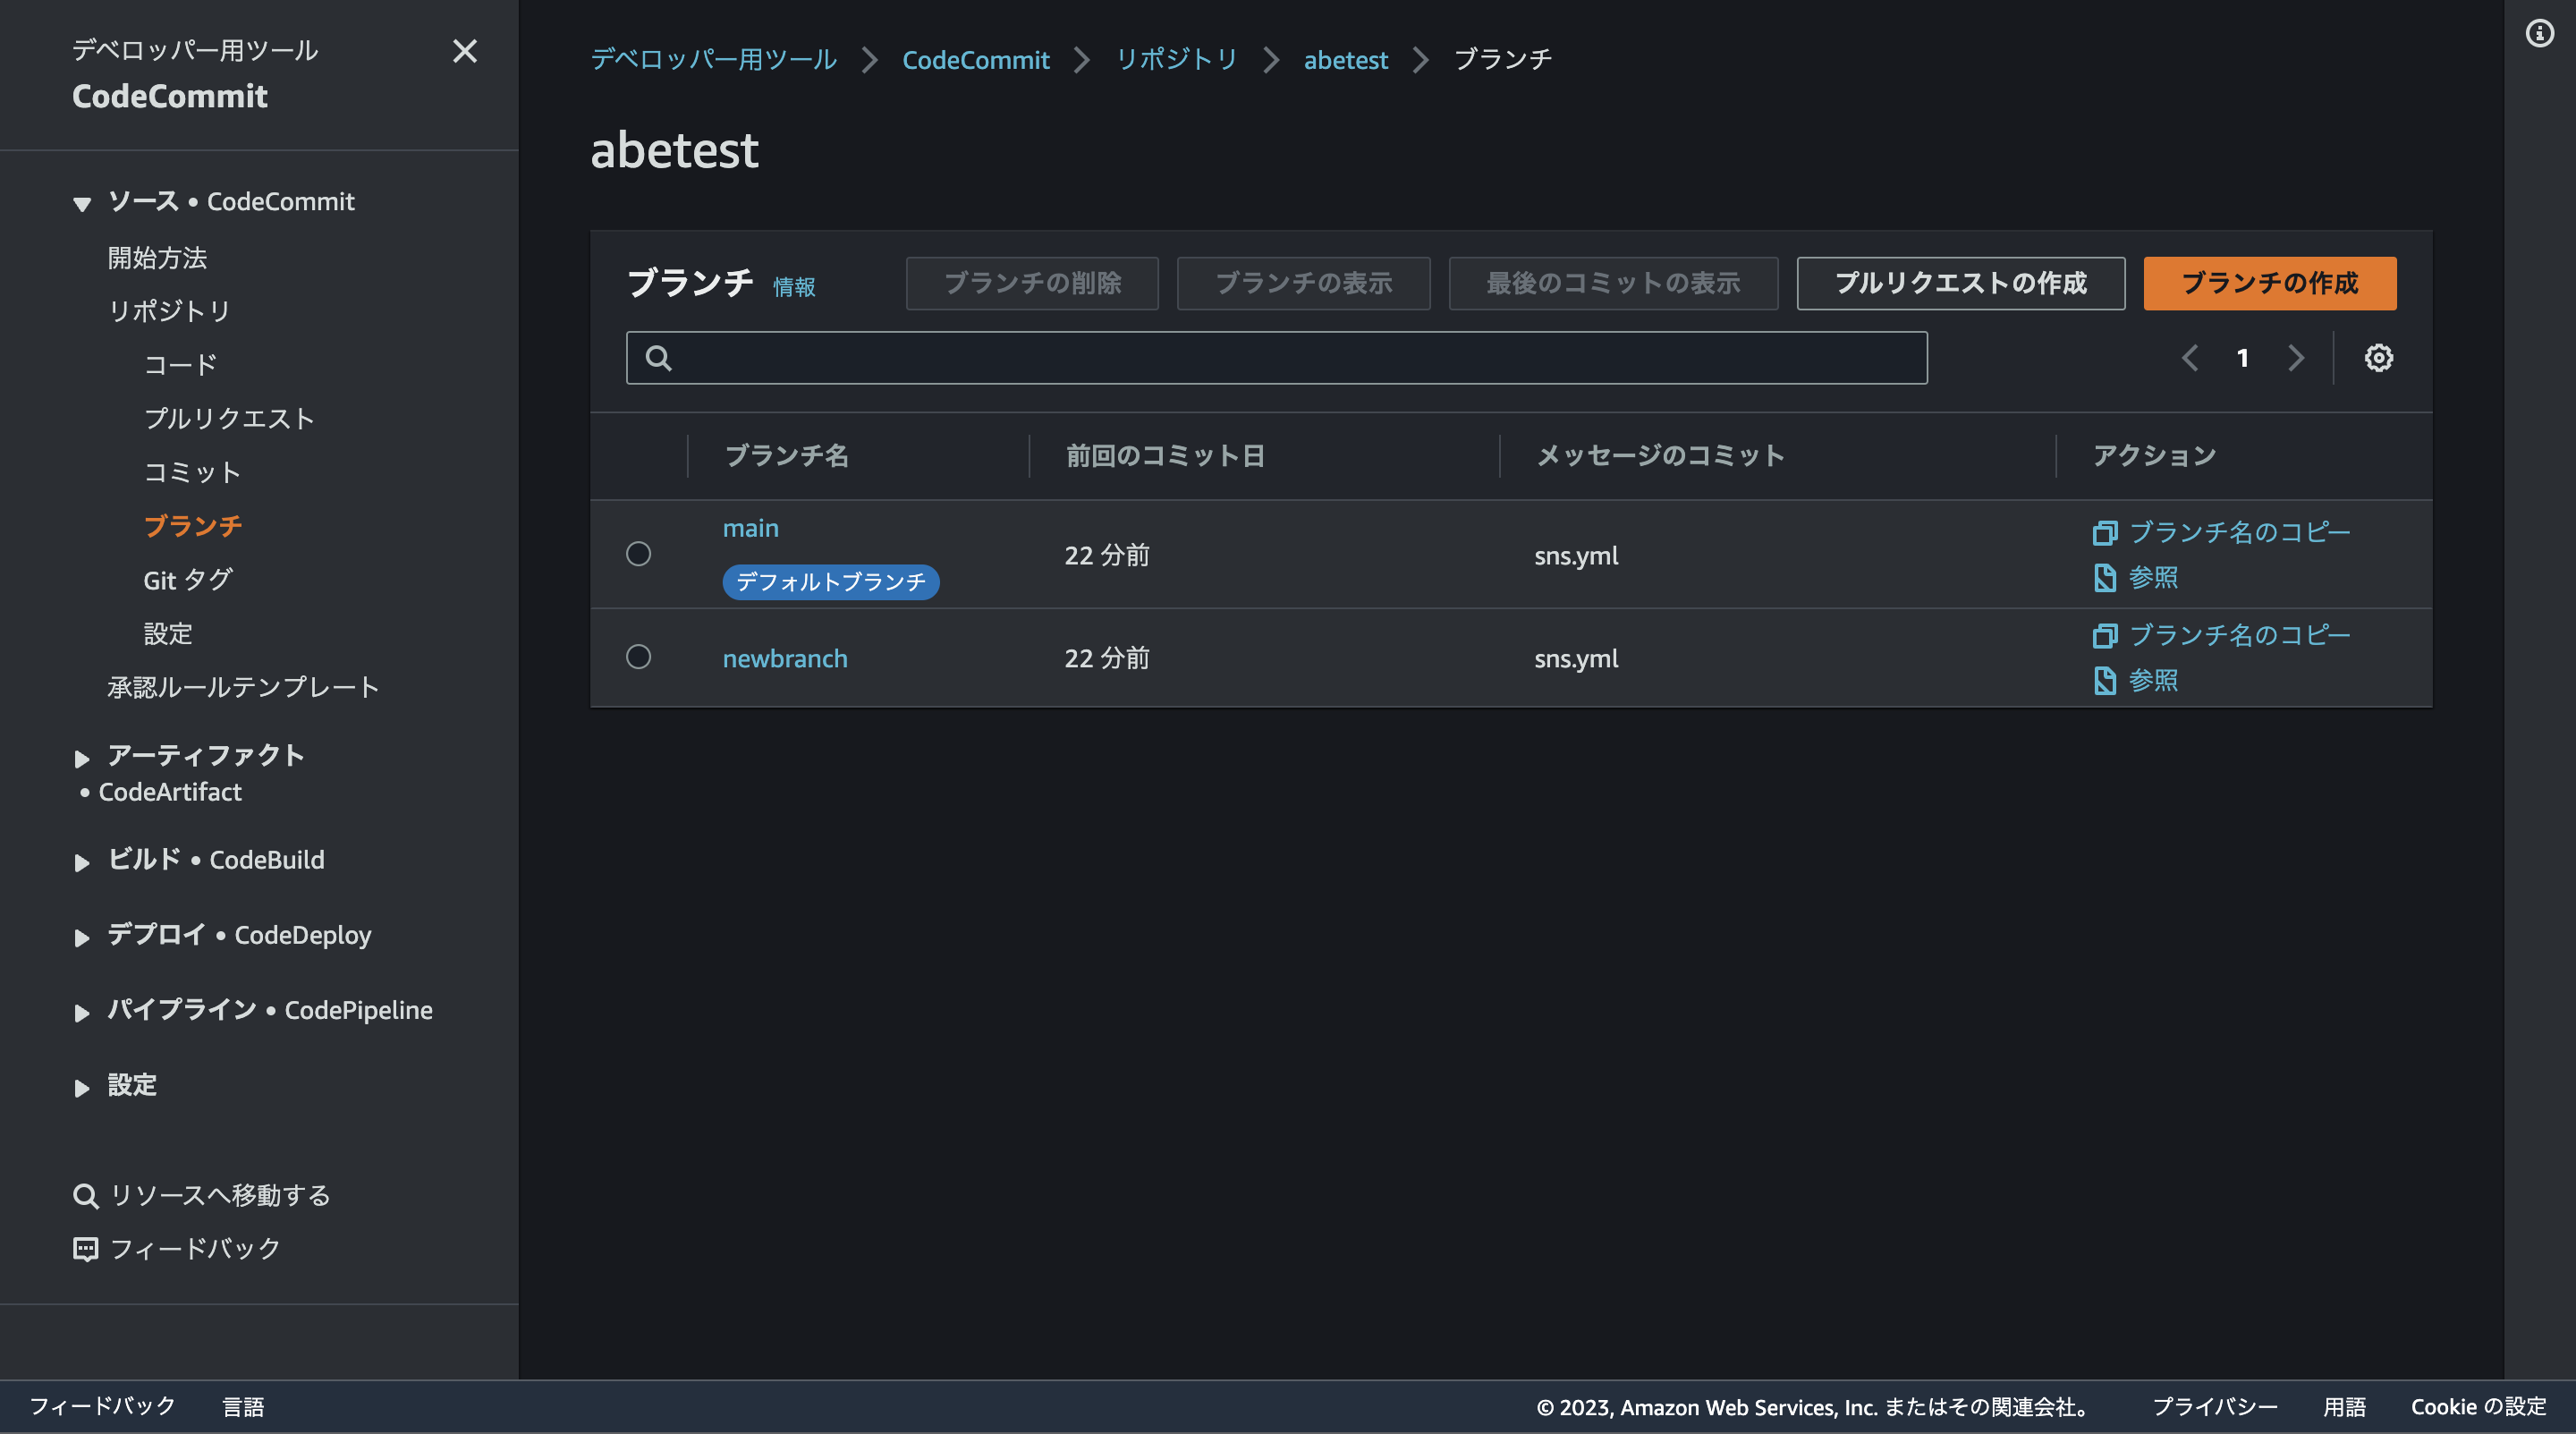 デベロッパー用ツール
CodeCommit
ソース • CodeCommit
開始方法
リポジトリ
コード
プルリクエスト
コミット
ブランチ
Git タグ
設定
承認ルールテンプレート
アーティファクト
• CodeArtifact
ビルド • CodeBuild
デプロイ • CodeDeploy
パイプライン • CodePipeline
設定
リソースへ移動する
フィードバック
デベロッパー用ツール CodeCommit リポジトリ abetest ブランチ
abetest
ブランチ 情報 ブランチの削除 ブランチの表示 最後のコミットの表示 プルリクエストの作成 ブランチの作成
1
ブランチ名 前回のコミット日 メッセージのコミット アクション
main
デフォルトブランチ
22 分前
sns.yml
ブランチ名のコピー
参照
newbranch
22 分前
sns.yml
ブランチ名のコピー
参照
フィードバック 言語 © 2023, Amazon Web Services, Inc. またはその関連会社。 プライバシー 用語 Cookie の設定